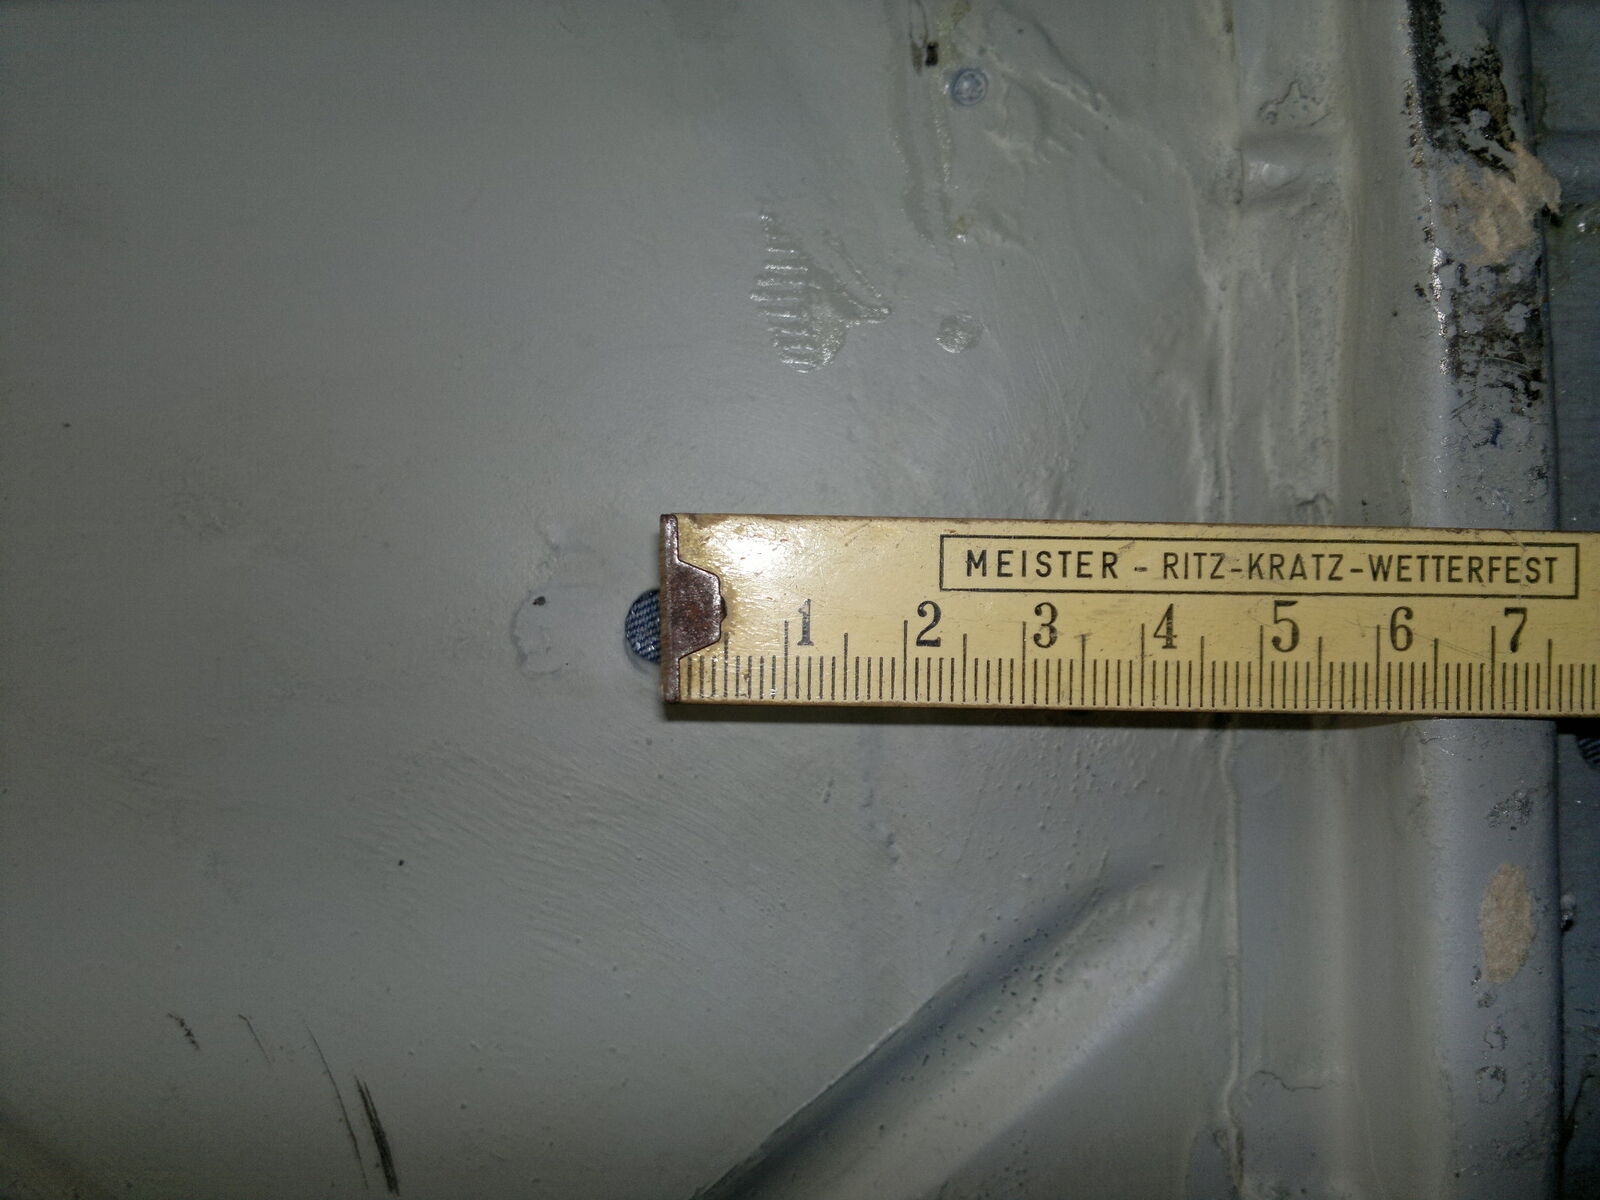 MEISTER - RITZ-KRATZ-WETTERFEST
1 2 3 4 5 6 7